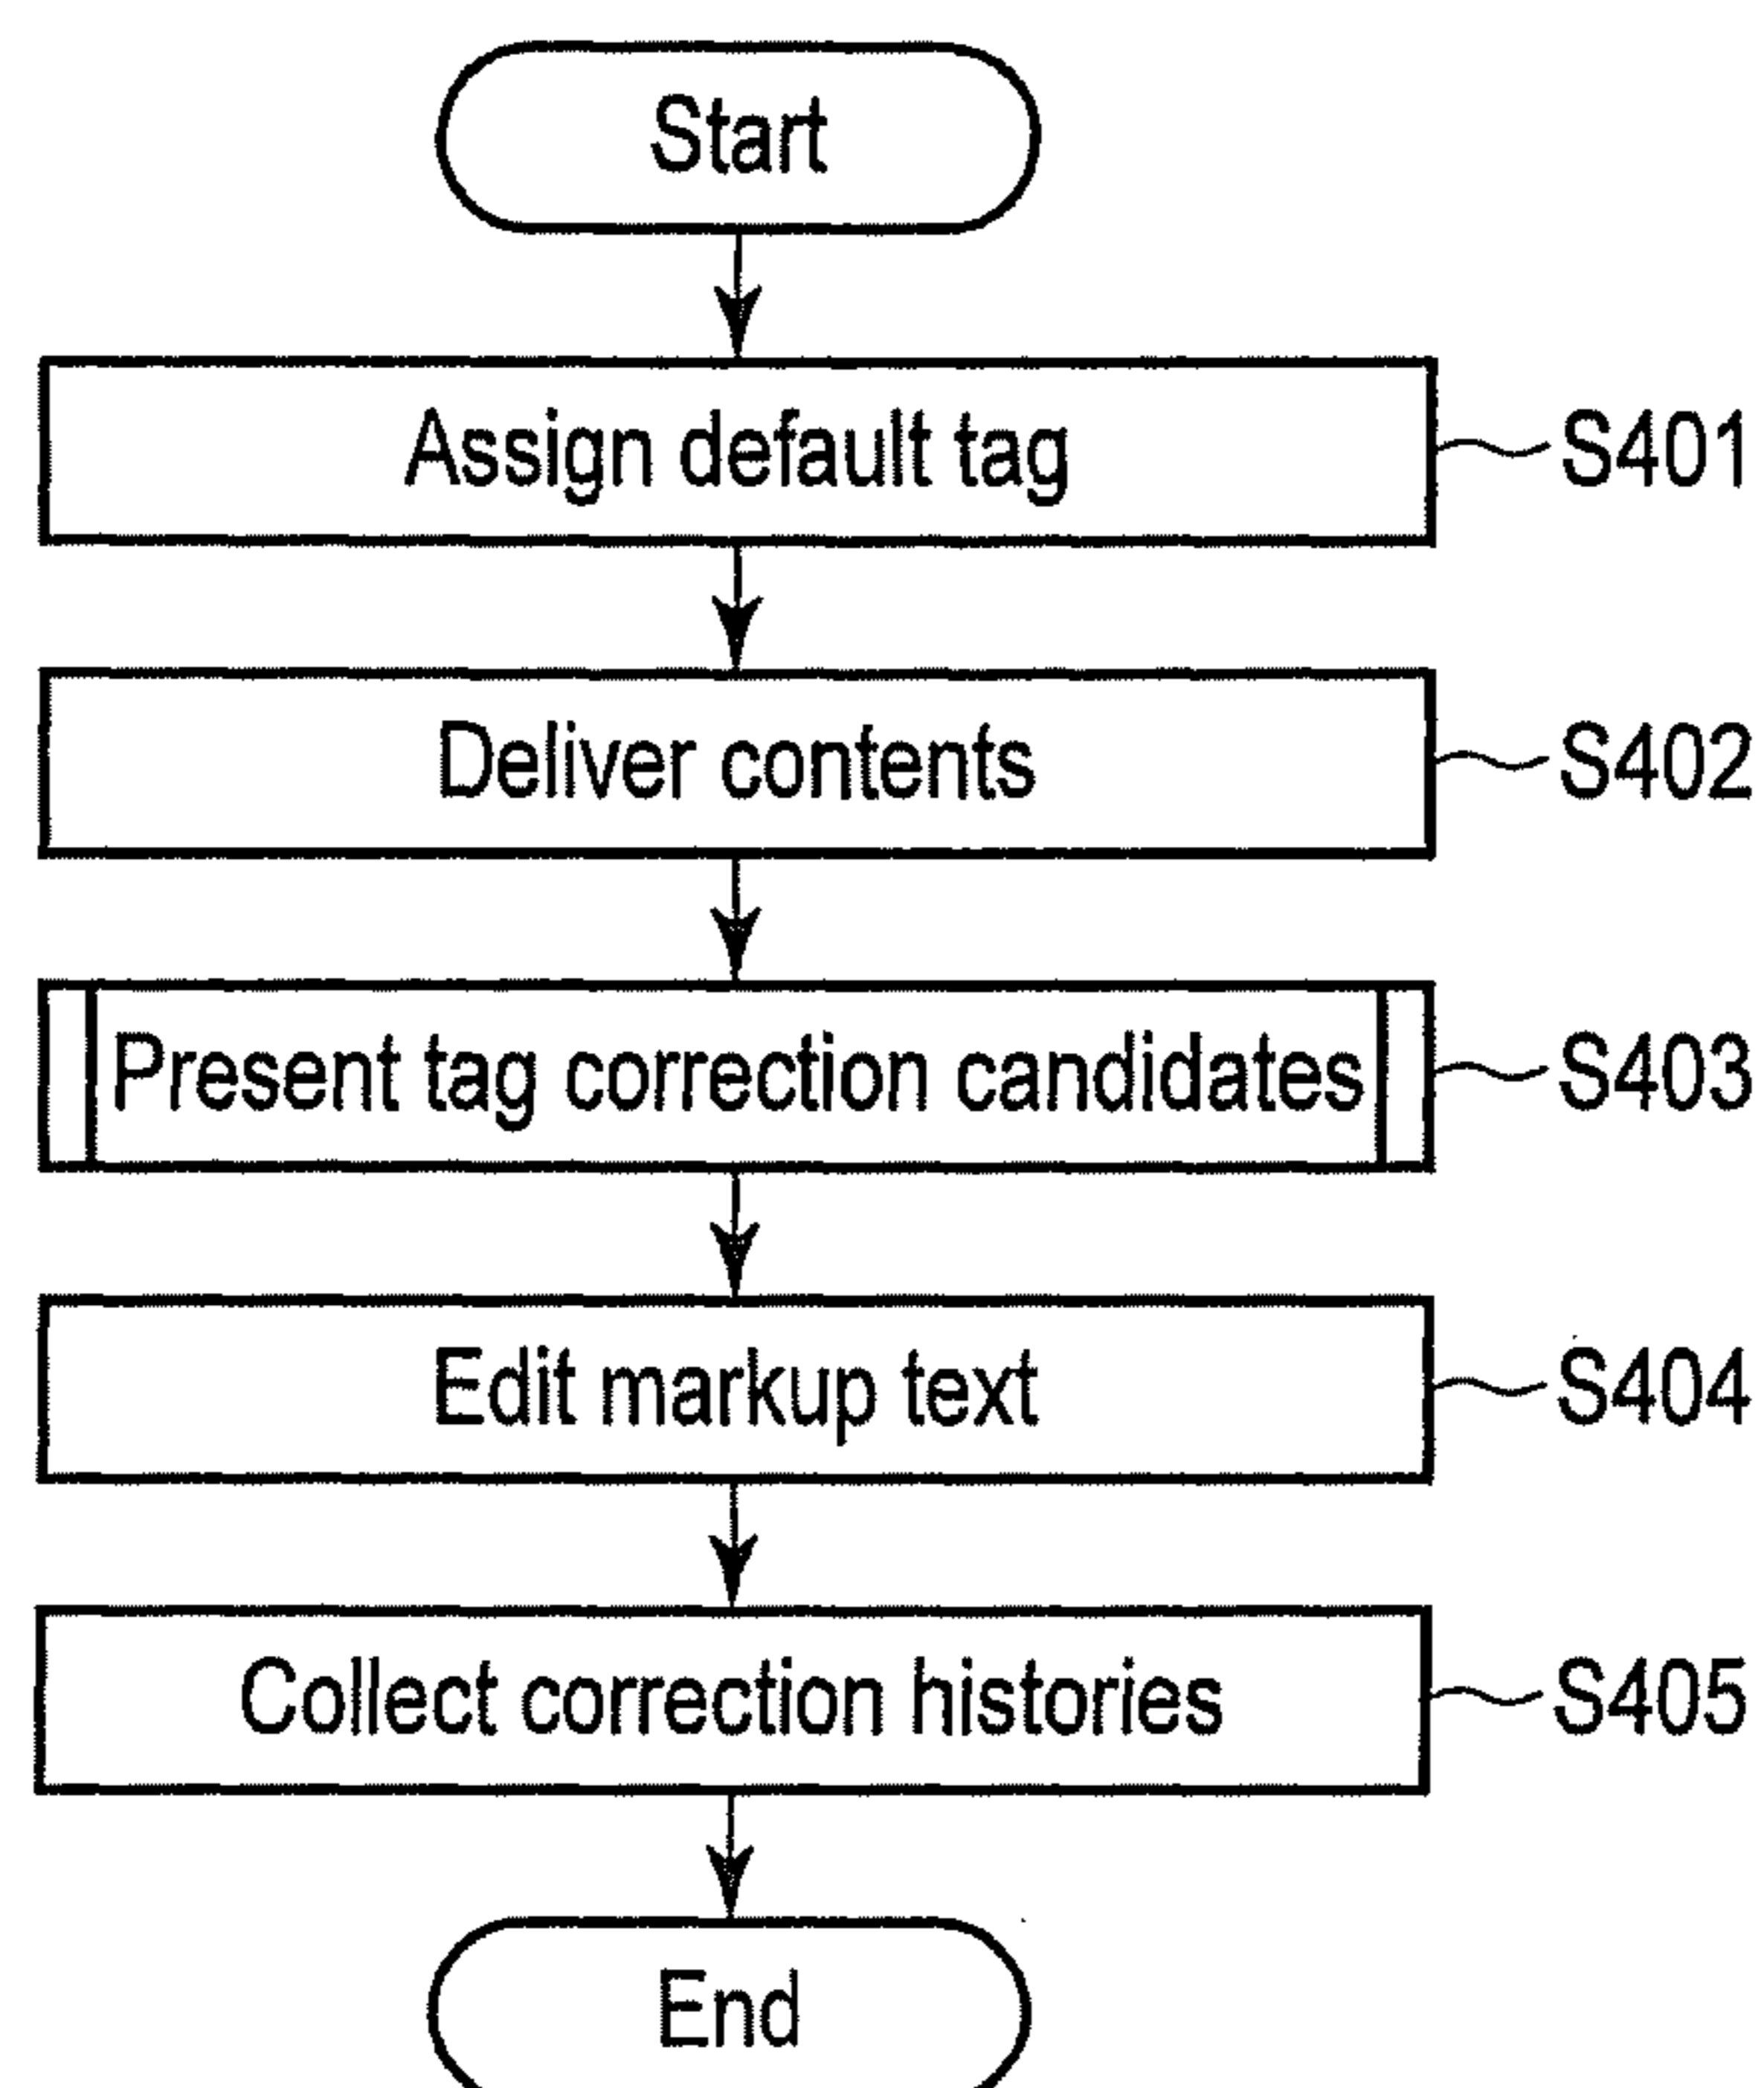 Start
Assign default tag S401
Deliver contents S402
Present tag correction candidates S403
Edit markup text S404
Collect correction histories S405
End